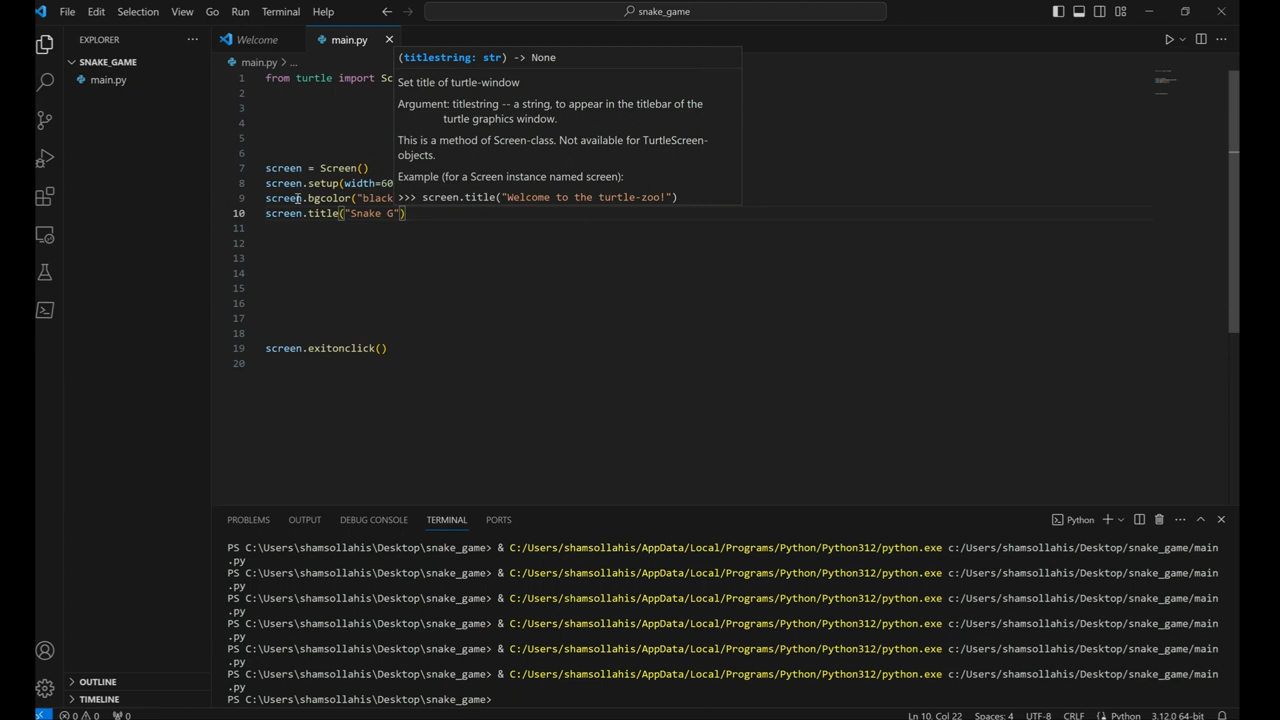 File Edit Selection View Go Run Terminal Help snake_game
EXPLORER
SNAKE_GAME
main.py
OUTLINE
TIMELINE
Welcome main.py
main.py > ...
1 from turtle import Sc
2
3
4
5
6
7 screen = Screen()
8 screen.setup(width=60
9 screen.bgcolor("black
10 screen.title("Snake G")
11
12
13
14
15
16
17
18
19 screen.exitonclick()
20
(titlestring: str) -> None
Set title of turtle-window
Argument: titlestring -- a string, to appear in the titlebar of the
turtle graphics window.
This is a method of Screen-class. Not available for TurtleScreen-
objects.
Example (for a Screen instance named screen):
>>> screen.title("Welcome to the turtle-zoo!")
PROBLEMS OUTPUT DEBUG CONSOLE TERMINAL PORTS Python
PS C:\Users\shamsollahis\Desktop\snake_game> & C:/Users/shamsollahis/AppData/Local/Programs/Python/Python312/python.exe c:/Users/shamsollahis/Desktop/snake_game/main
.py
PS C:\Users\shamsollahis\Desktop\snake_game> & C:/Users/shamsollahis/AppData/Local/Programs/Python/Python312/python.exe c:/Users/shamsollahis/Desktop/snake_game/main
.py
PS C:\Users\shamsollahis\Desktop\snake_game> & C:/Users/shamsollahis/AppData/Local/Programs/Python/Python312/python.exe c:/Users/shamsollahis/Desktop/snake_game/main
.py
PS C:\Users\shamsollahis\Desktop\snake_game> & C:/Users/shamsollahis/AppData/Local/Programs/Python/Python312/python.exe c:/Users/shamsollahis/Desktop/snake_game/main
.py
PS C:\Users\shamsollahis\Desktop\snake_game> & C:/Users/shamsollahis/AppData/Local/Programs/Python/Python312/python.exe c:/Users/shamsollahis/Desktop/snake_game/main
.py
PS C:\Users\shamsollahis\Desktop\snake_game> & C:/Users/shamsollahis/AppData/Local/Programs/Python/Python312/python.exe c:/Users/shamsollahis/Desktop/snake_game/main
.py
PS C:\Users\shamsollahis\Desktop\snake_game>
0 0 0 Ln 10, Col 22 Spaces: 4 UTF-8 CRLF Python 3.12.0 64-bit